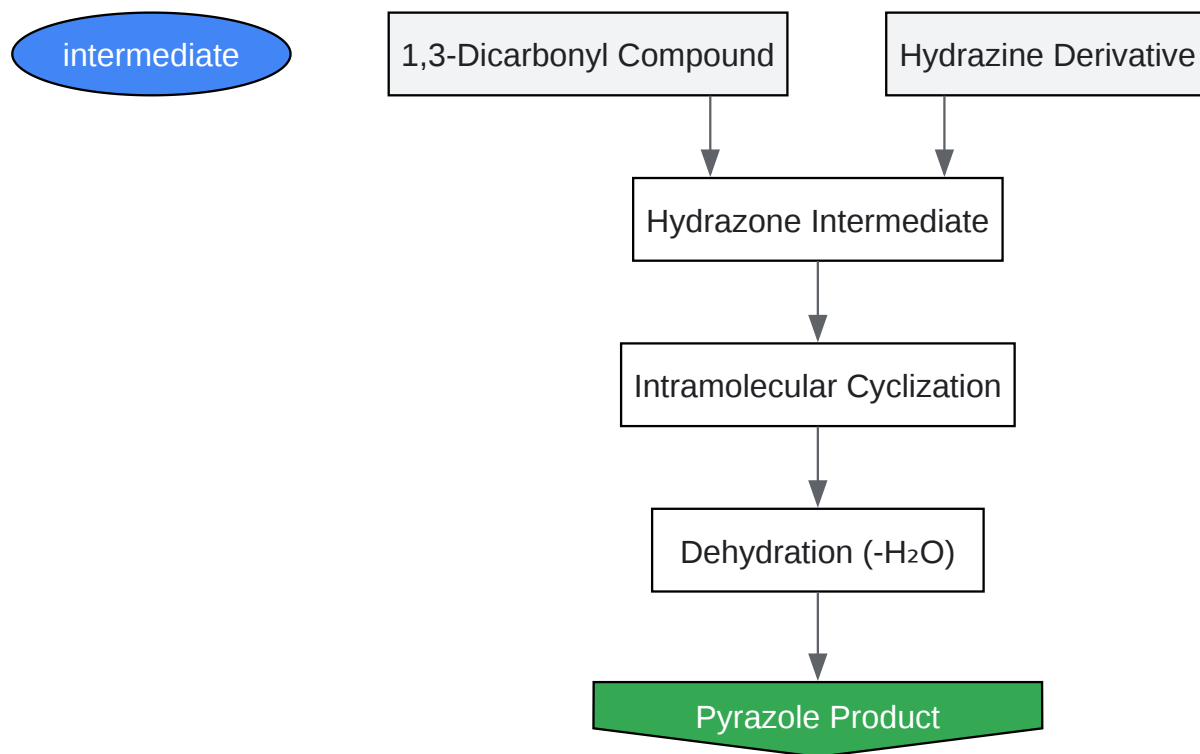 intermediate
1,3-Dicarbonyl Compound
Hydrazine Derivative
Hydrazone Intermediate
Intramolecular Cyclization
Dehydration (-H₂O)
Pyrazole Product